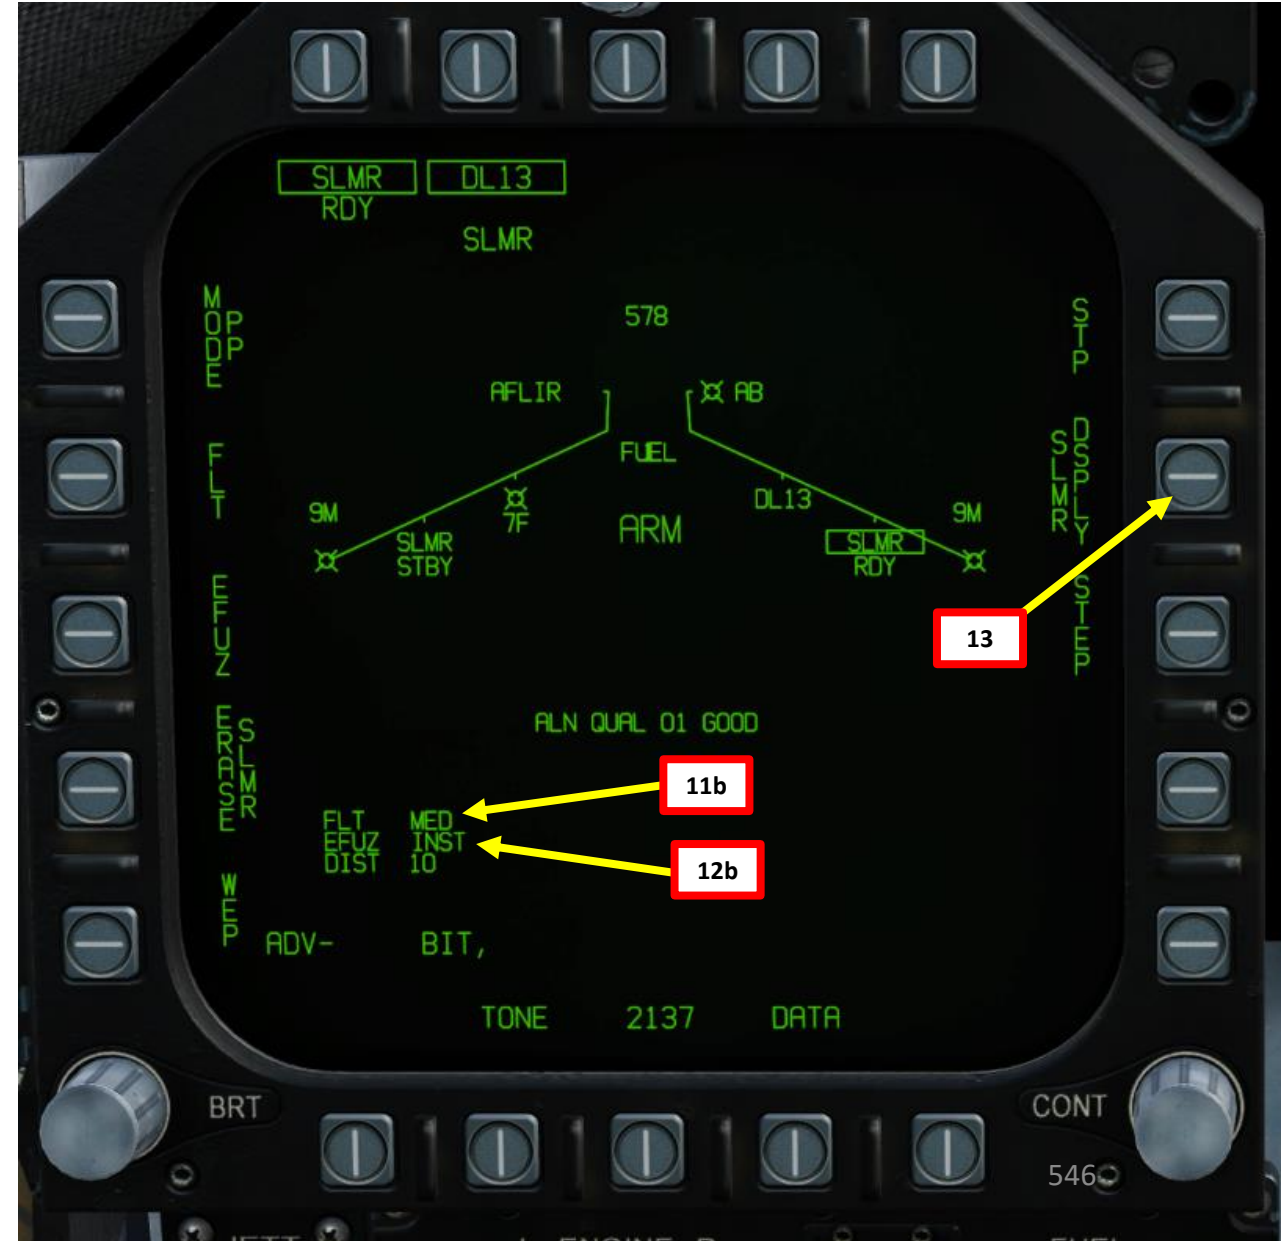 SLMR DL13
RDY
SLMR
578
MODE PP
STP
AFLIR AB
FLT
FUEL
SLMR DSPLY
9M 7F DL13 9M
ARM
SLMR SLMR
STBY RDY
EFUZ
STEP
13
ERASE SLMR
ALN QUAL 01 GOOD
11b
FLT MED
EFUZ INST
DIST 10
12b
WEP
ADV- BIT,
TONE 2137 DATA
BRT CONT
546